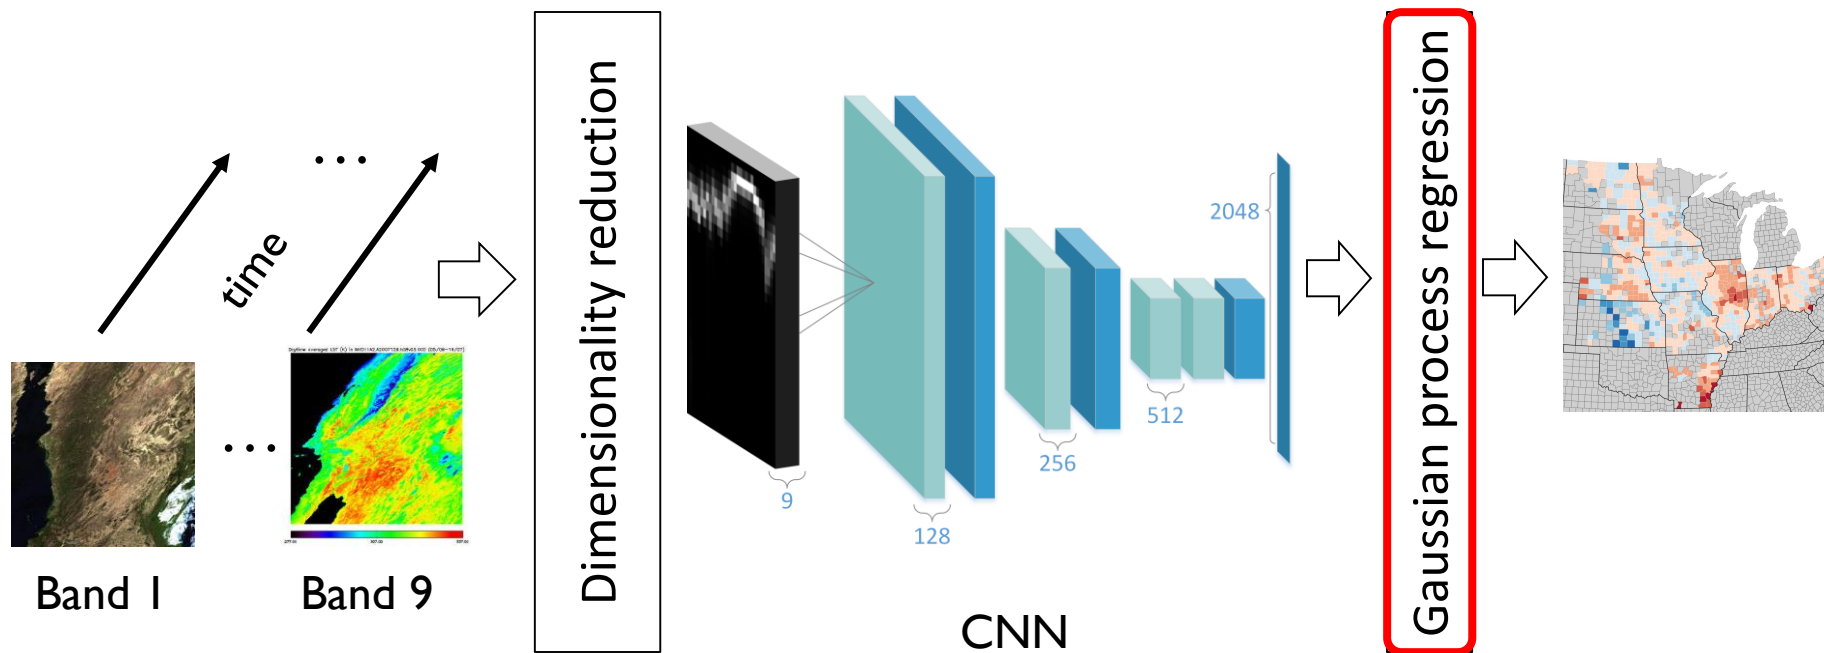 time
Band 1
Band 9
Dimensionality reduction
9
128
256
512
2048
CNN
Gaussian process regression